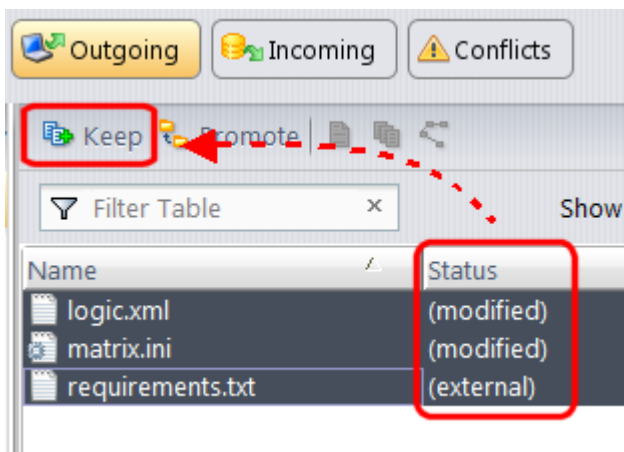 Outgoing Incoming Conflicts
Keep Promote
Filter Table × Show
Name Status
logic.xml (modified)
matrix.ini (modified)
requirements.txt (external)